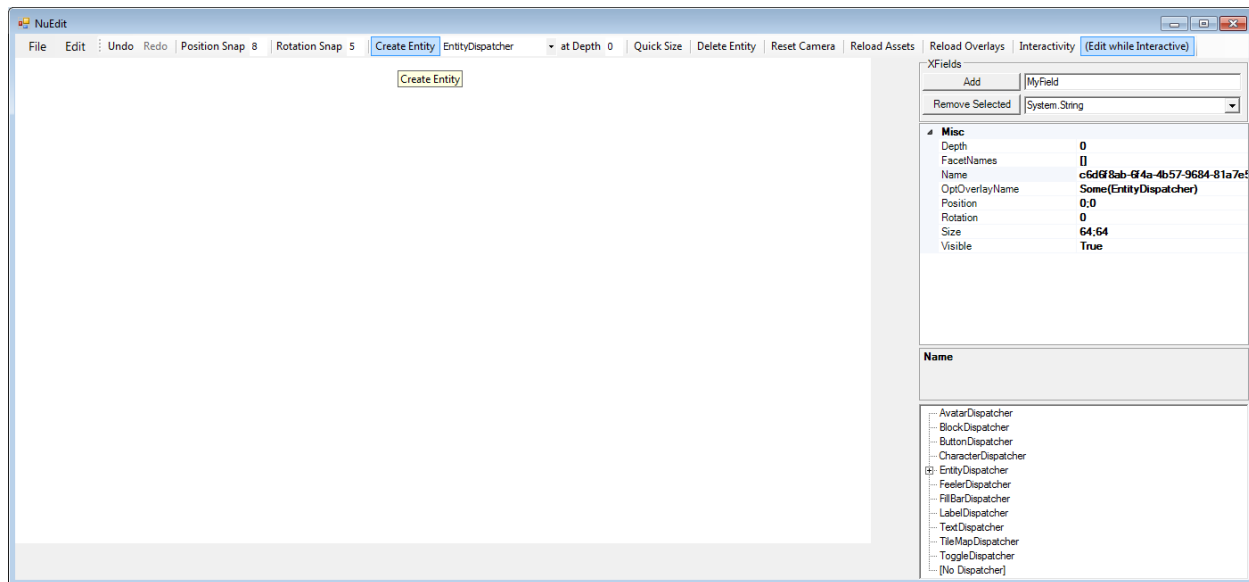 NuEdit
File Edit Undo Redo Position Snap 8 Rotation Snap 5 Create Entity EntityDispatcher at Depth 0 Quick Size Delete Entity Reset Camera Reload Assets Reload Overlays Interactivity (Edit while Interactive)
Create Entity
XFields
Add MyField
Remove Selected System.String
Misc
Depth 0
FacetNames []
Name c6d6f8ab-6f4a-4b57-9684-81a7e5
OptOverlayName Some(EntityDispatcher)
Position 0;0
Rotation 0
Size 64;64
Visible True
Name
AvatarDispatcher
BlockDispatcher
ButtonDispatcher
CharacterDispatcher
EntityDispatcher
FeelerDispatcher
FillBarDispatcher
LabelDispatcher
TextDispatcher
TileMapDispatcher
ToggleDispatcher
[No Dispatcher]